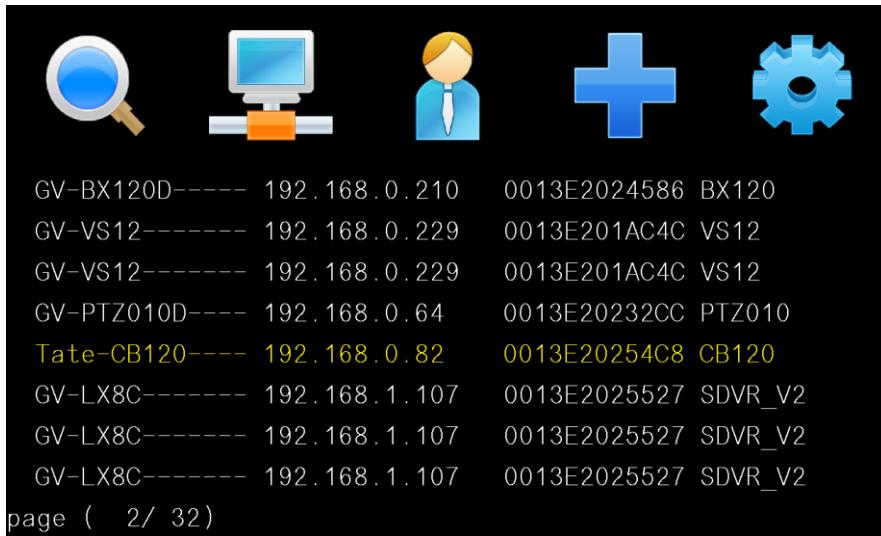 GV-BX120D----- 192.168.0.210 0013E2024586 BX120
GV-VS12------- 192.168.0.229 0013E201AC4C VS12
GV-VS12------- 192.168.0.229 0013E201AC4C VS12
GV-PTZ010D---- 192.168.0.64 0013E20232CC PTZ010
Tate-CB120---- 192.168.0.82 0013E20254C8 CB120
GV-LX8C------- 192.168.1.107 0013E2025527 SDVR_V2
GV-LX8C------- 192.168.1.107 0013E2025527 SDVR_V2
GV-LX8C------- 192.168.1.107 0013E2025527 SDVR_V2
page ( 2/ 32)